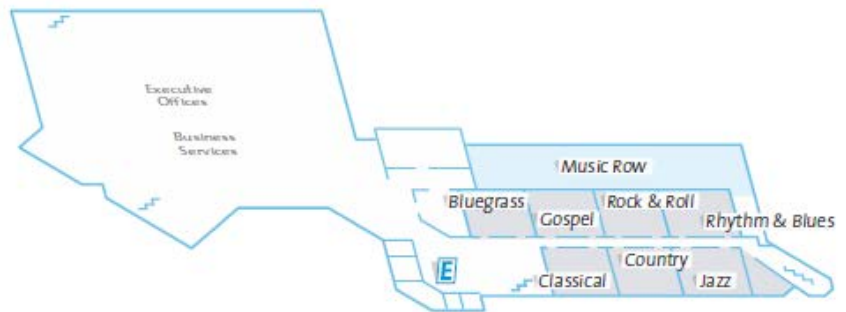 Executive
Offices
Business
Services
Music Row
Bluegrass
Rock & Roll
Gospel
Rhythm & Blues
Country
E
Classical
Jazz